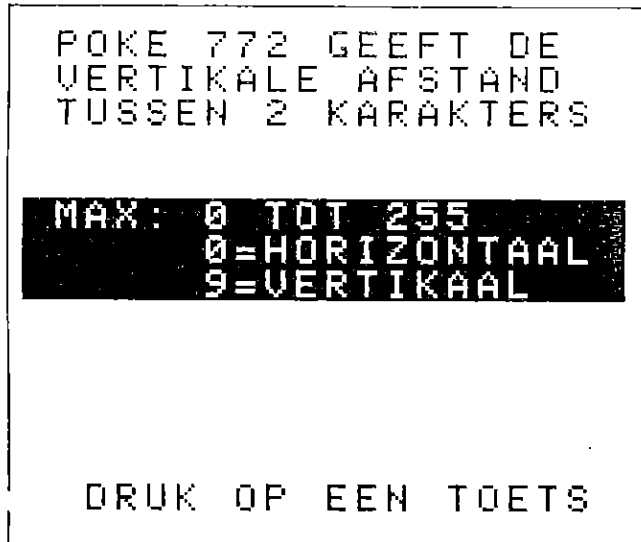 POKE 772 GEEFT DE
VERTIKALE AFSTAND
TUSSEN 2 KARAKTERS
MAX: 0 TOT 255
0=HORIZONTAAL
9=VERTIKAAL
DRUK OP EEN TOETS